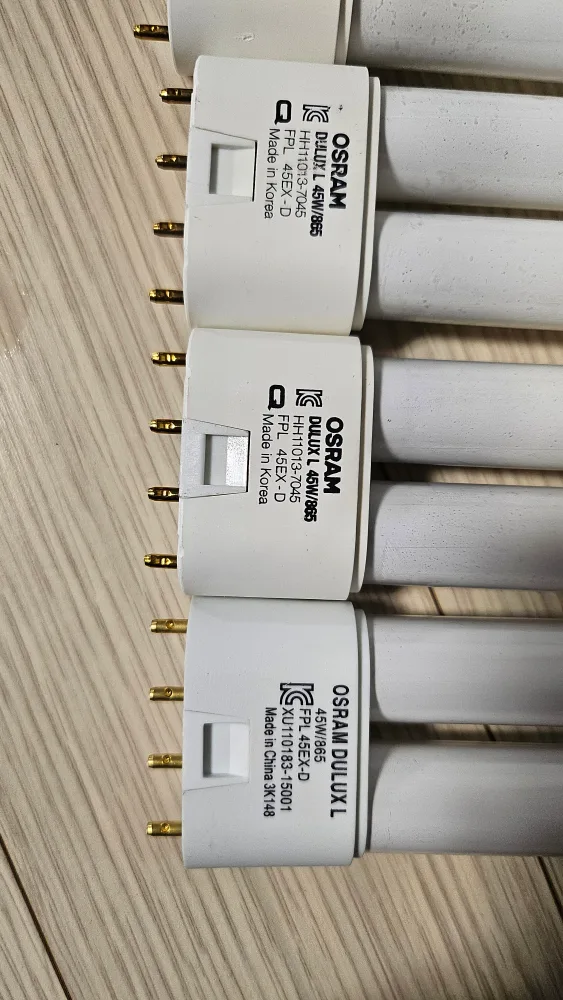 OSRAM
DULUX L 45W/865
HH11013-7045
FPL 45EX-D
Made in Korea
OSRAM
DULUX L 45W/865
HH11013-7045
FPL 45EX-D
Made in Korea
OSRAM DULUX L
45W/865
FPL 45EX-D
XU110183-15001
Made in China 3K148